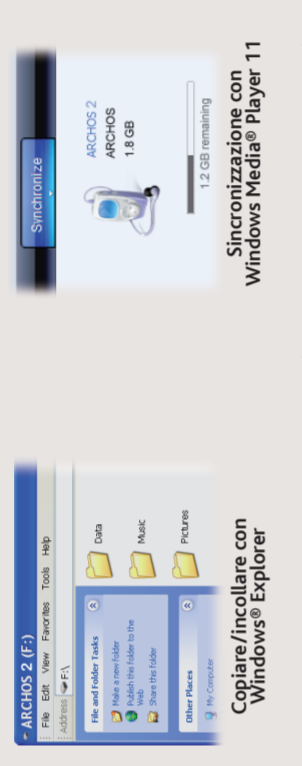 ARCHOS 2 (F:)
File Edit View Favorites Tools Help
Address F:\
File and Folder Tasks
Make a new folder
Publish this folder to the
Web
Share this folder
Other Places
My Computer
Data
Music
Pictures
Copiare/incollare con
Windows® Explorer
Synchronize
ARCHOS 2
ARCHOS
1.8 GB
1.2 GB remaining
Sincronizzazione con
Windows Media® Player 11